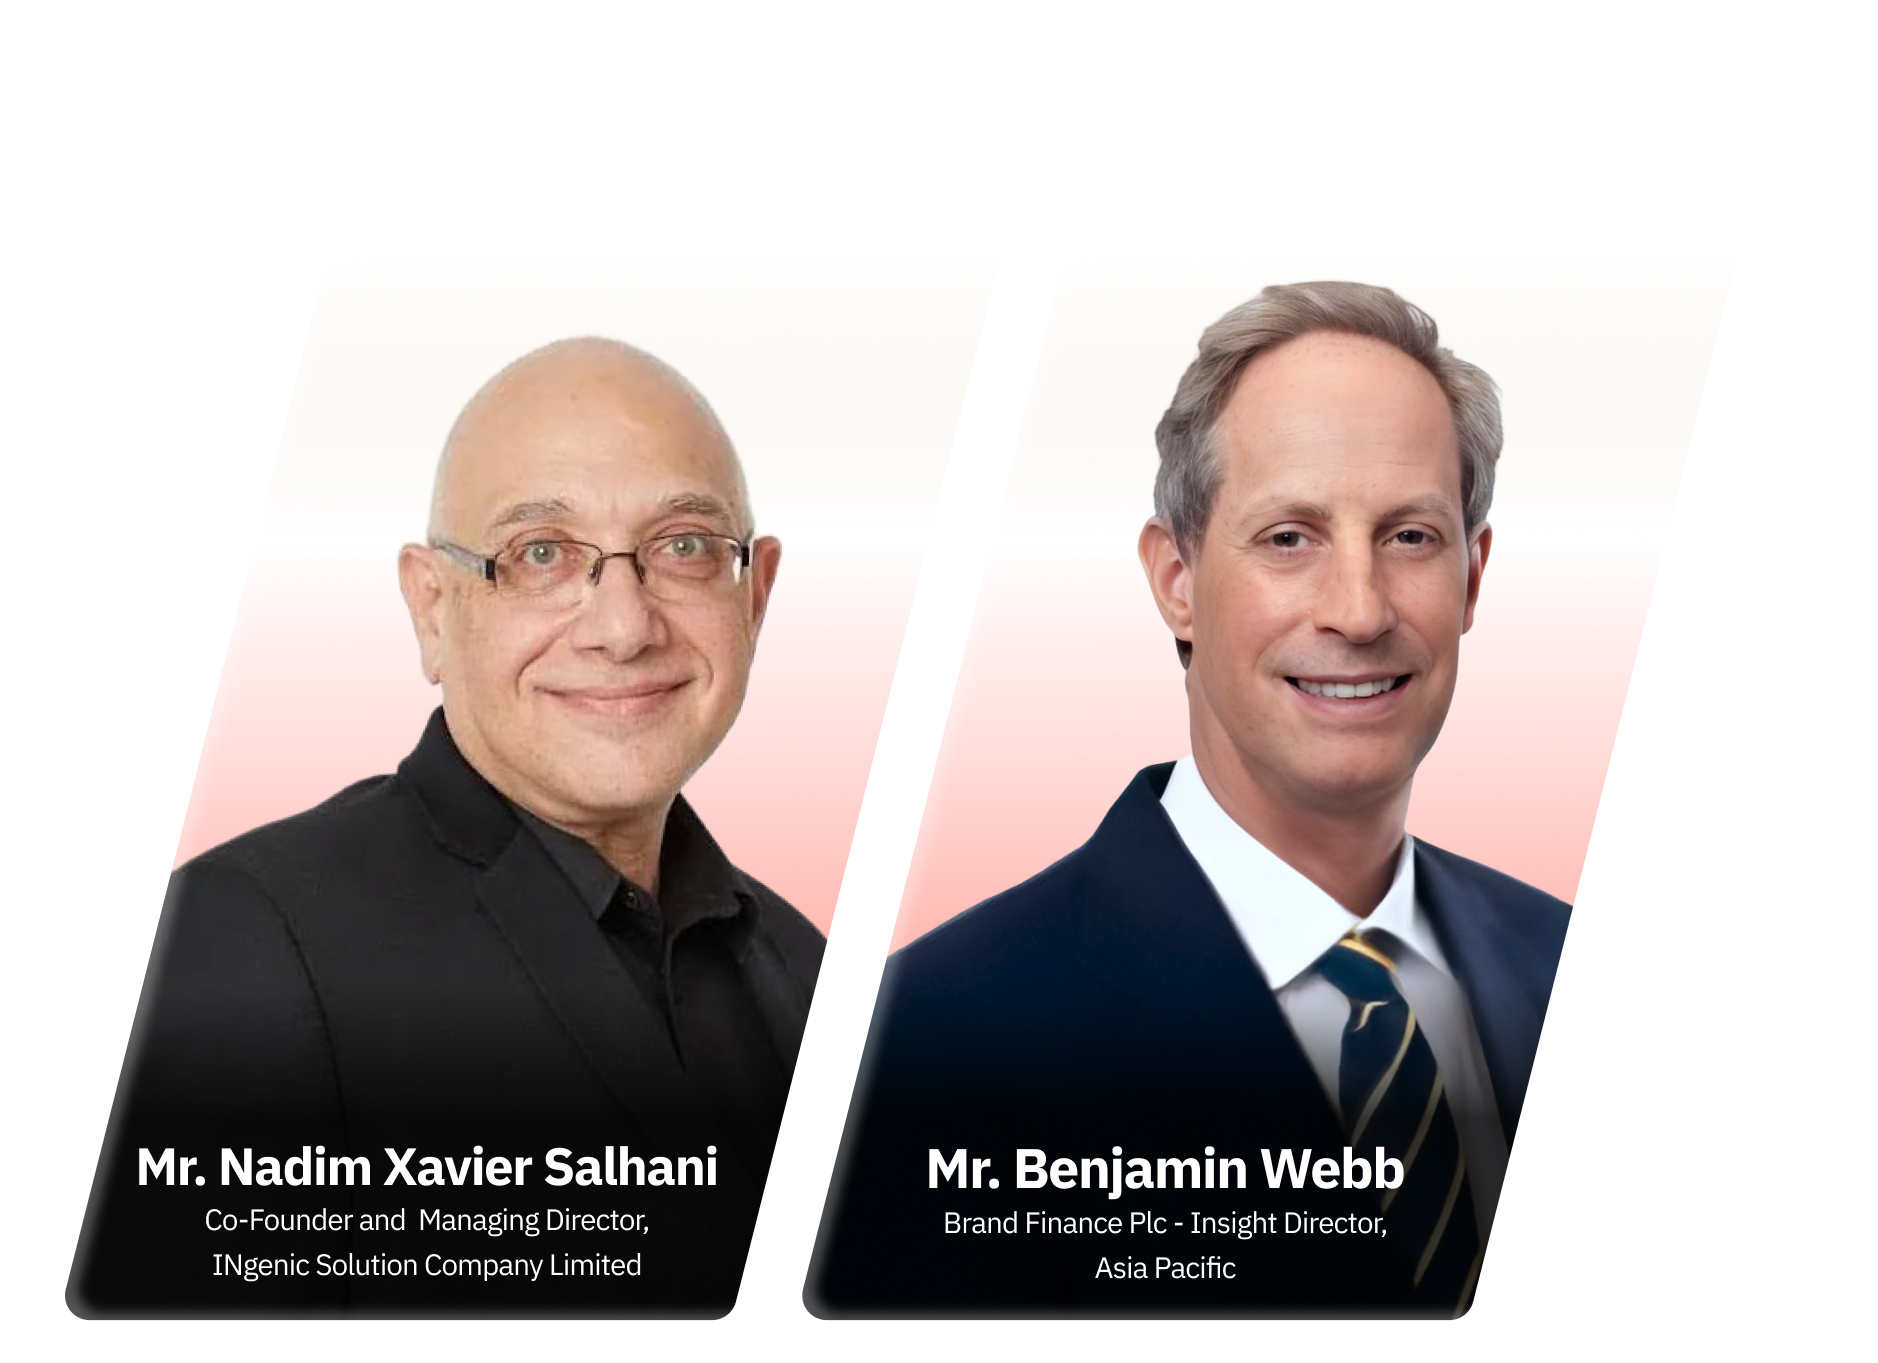 Mr. Nadim Xavier Salhani
Co-Founder and  Managing Director,
INgenic Solution Company Limited
Mr. Benjamin Webb
Brand Finance Plc - Insight Director,
Asia Pacific